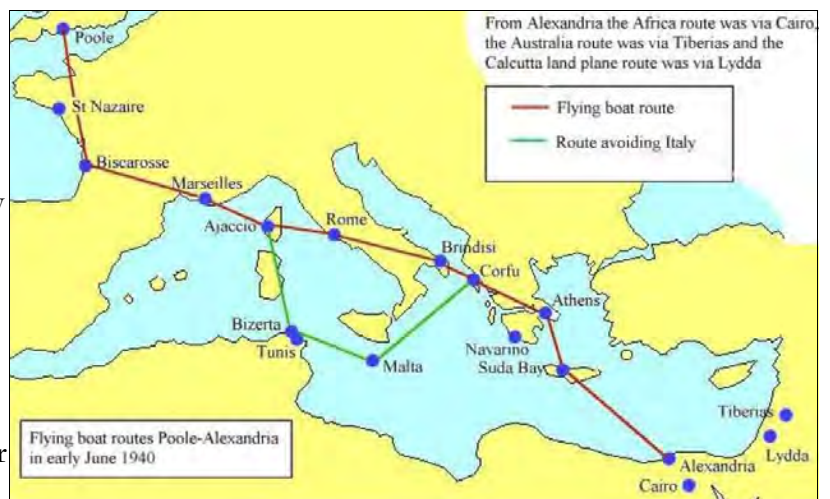 From Alexandria the Africa route was via Cairo,
the Australia route was via Tiberias and the
Calcutta land plane route was via Lydda
Flying boat route
Route avoiding Italy
Poole
St Nazaire
Biscarosse
Marseilles
Ajaccio
Rome
Brindisi
Corfu
Athens
Bizerta
Tunis
Malta
Navarino
Suda Bay
Tiberias
Lydda
Alexandria
Cairo
Flying boat routes Poole-Alexandria
in early June 1940